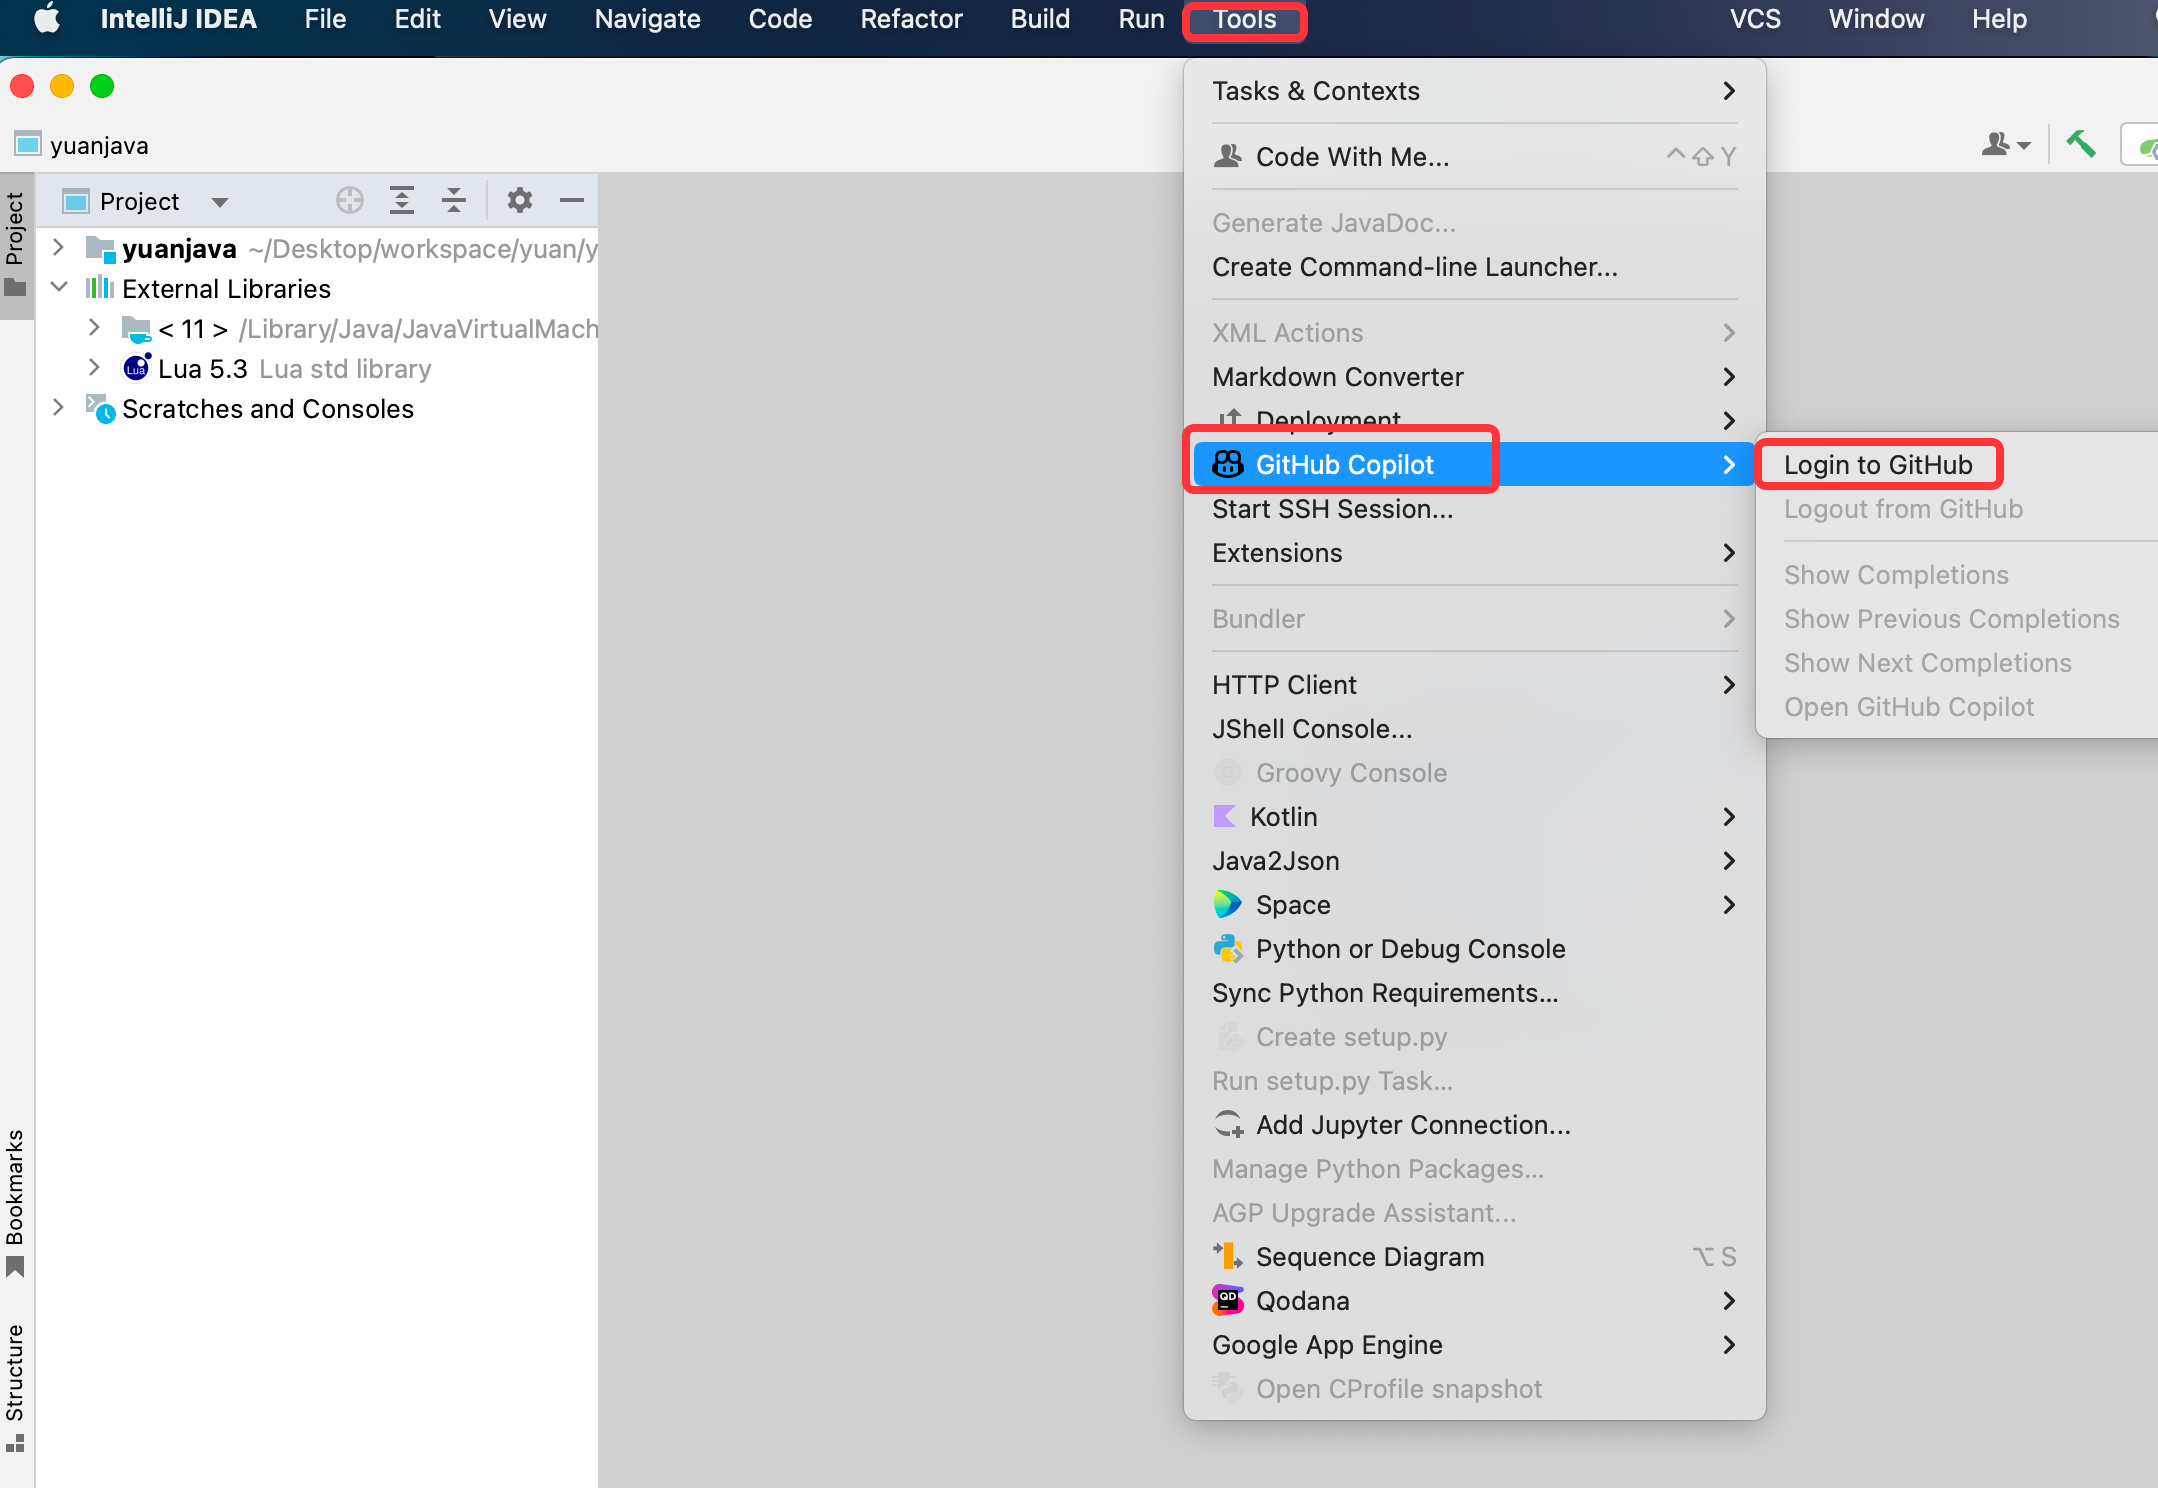 IntelliJ IDEA File Edit View Navigate Code Refactor Build Run Tools VCS Window Help
yuanjava
Project
Project
yuanjava ~/Desktop/workspace/yuan/y
External Libraries
< 11 > /Library/Java/JavaVirtualMach
Lua Lua 5.3 Lua std library
Scratches and Consoles
Bookmarks
Structure
Tasks & Contexts
Code With Me... ^⇧Y
Generate JavaDoc...
Create Command-line Launcher...
XML Actions
Markdown Converter
Deployment
GitHub Copilot
Start SSH Session...
Extensions
Bundler
HTTP Client
JShell Console...
G Groovy Console
Kotlin
Java2Json
Space
Python or Debug Console
Sync Python Requirements...
Create setup.py
Run setup.py Task...
Add Jupyter Connection...
Manage Python Packages...
AGP Upgrade Assistant...
Sequence Diagram ⌥S
QD Qodana
Google App Engine
Open CProfile snapshot
Login to GitHub
Logout from GitHub
Show Completions
Show Previous Completions
Show Next Completions
Open GitHub Copilot